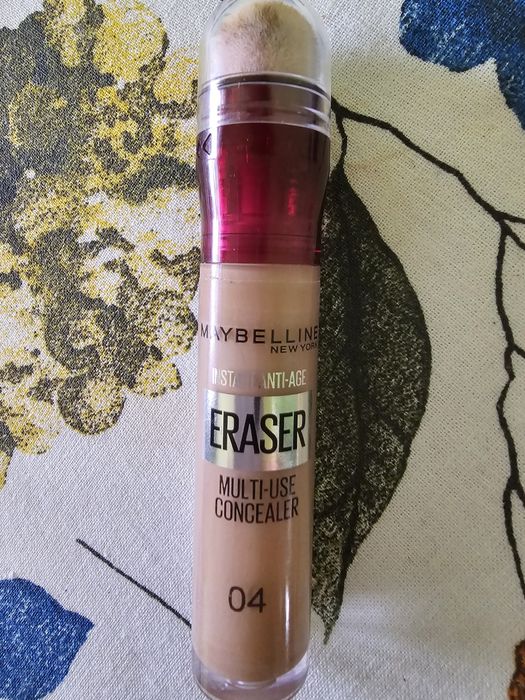 MAYBELLINE
NEW YORK
INSTANT ANTI-AGE
ERASER
MULTI-USE
CONCEALER
04